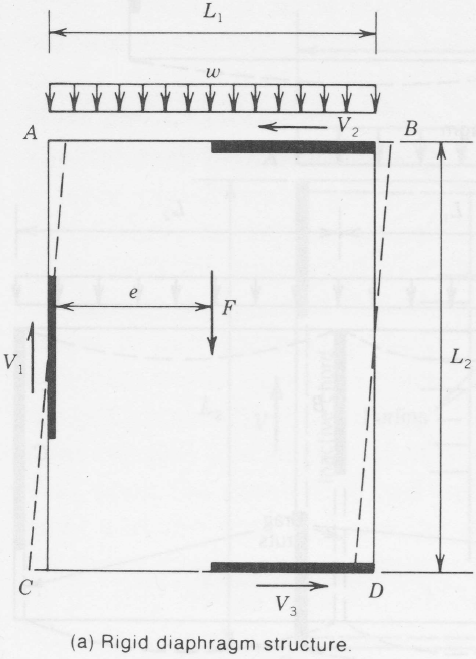 L₁
w
V₂
A
B
e
F
V₁
L₂
C
D
V₃
(a) Rigid diaphragm structure.